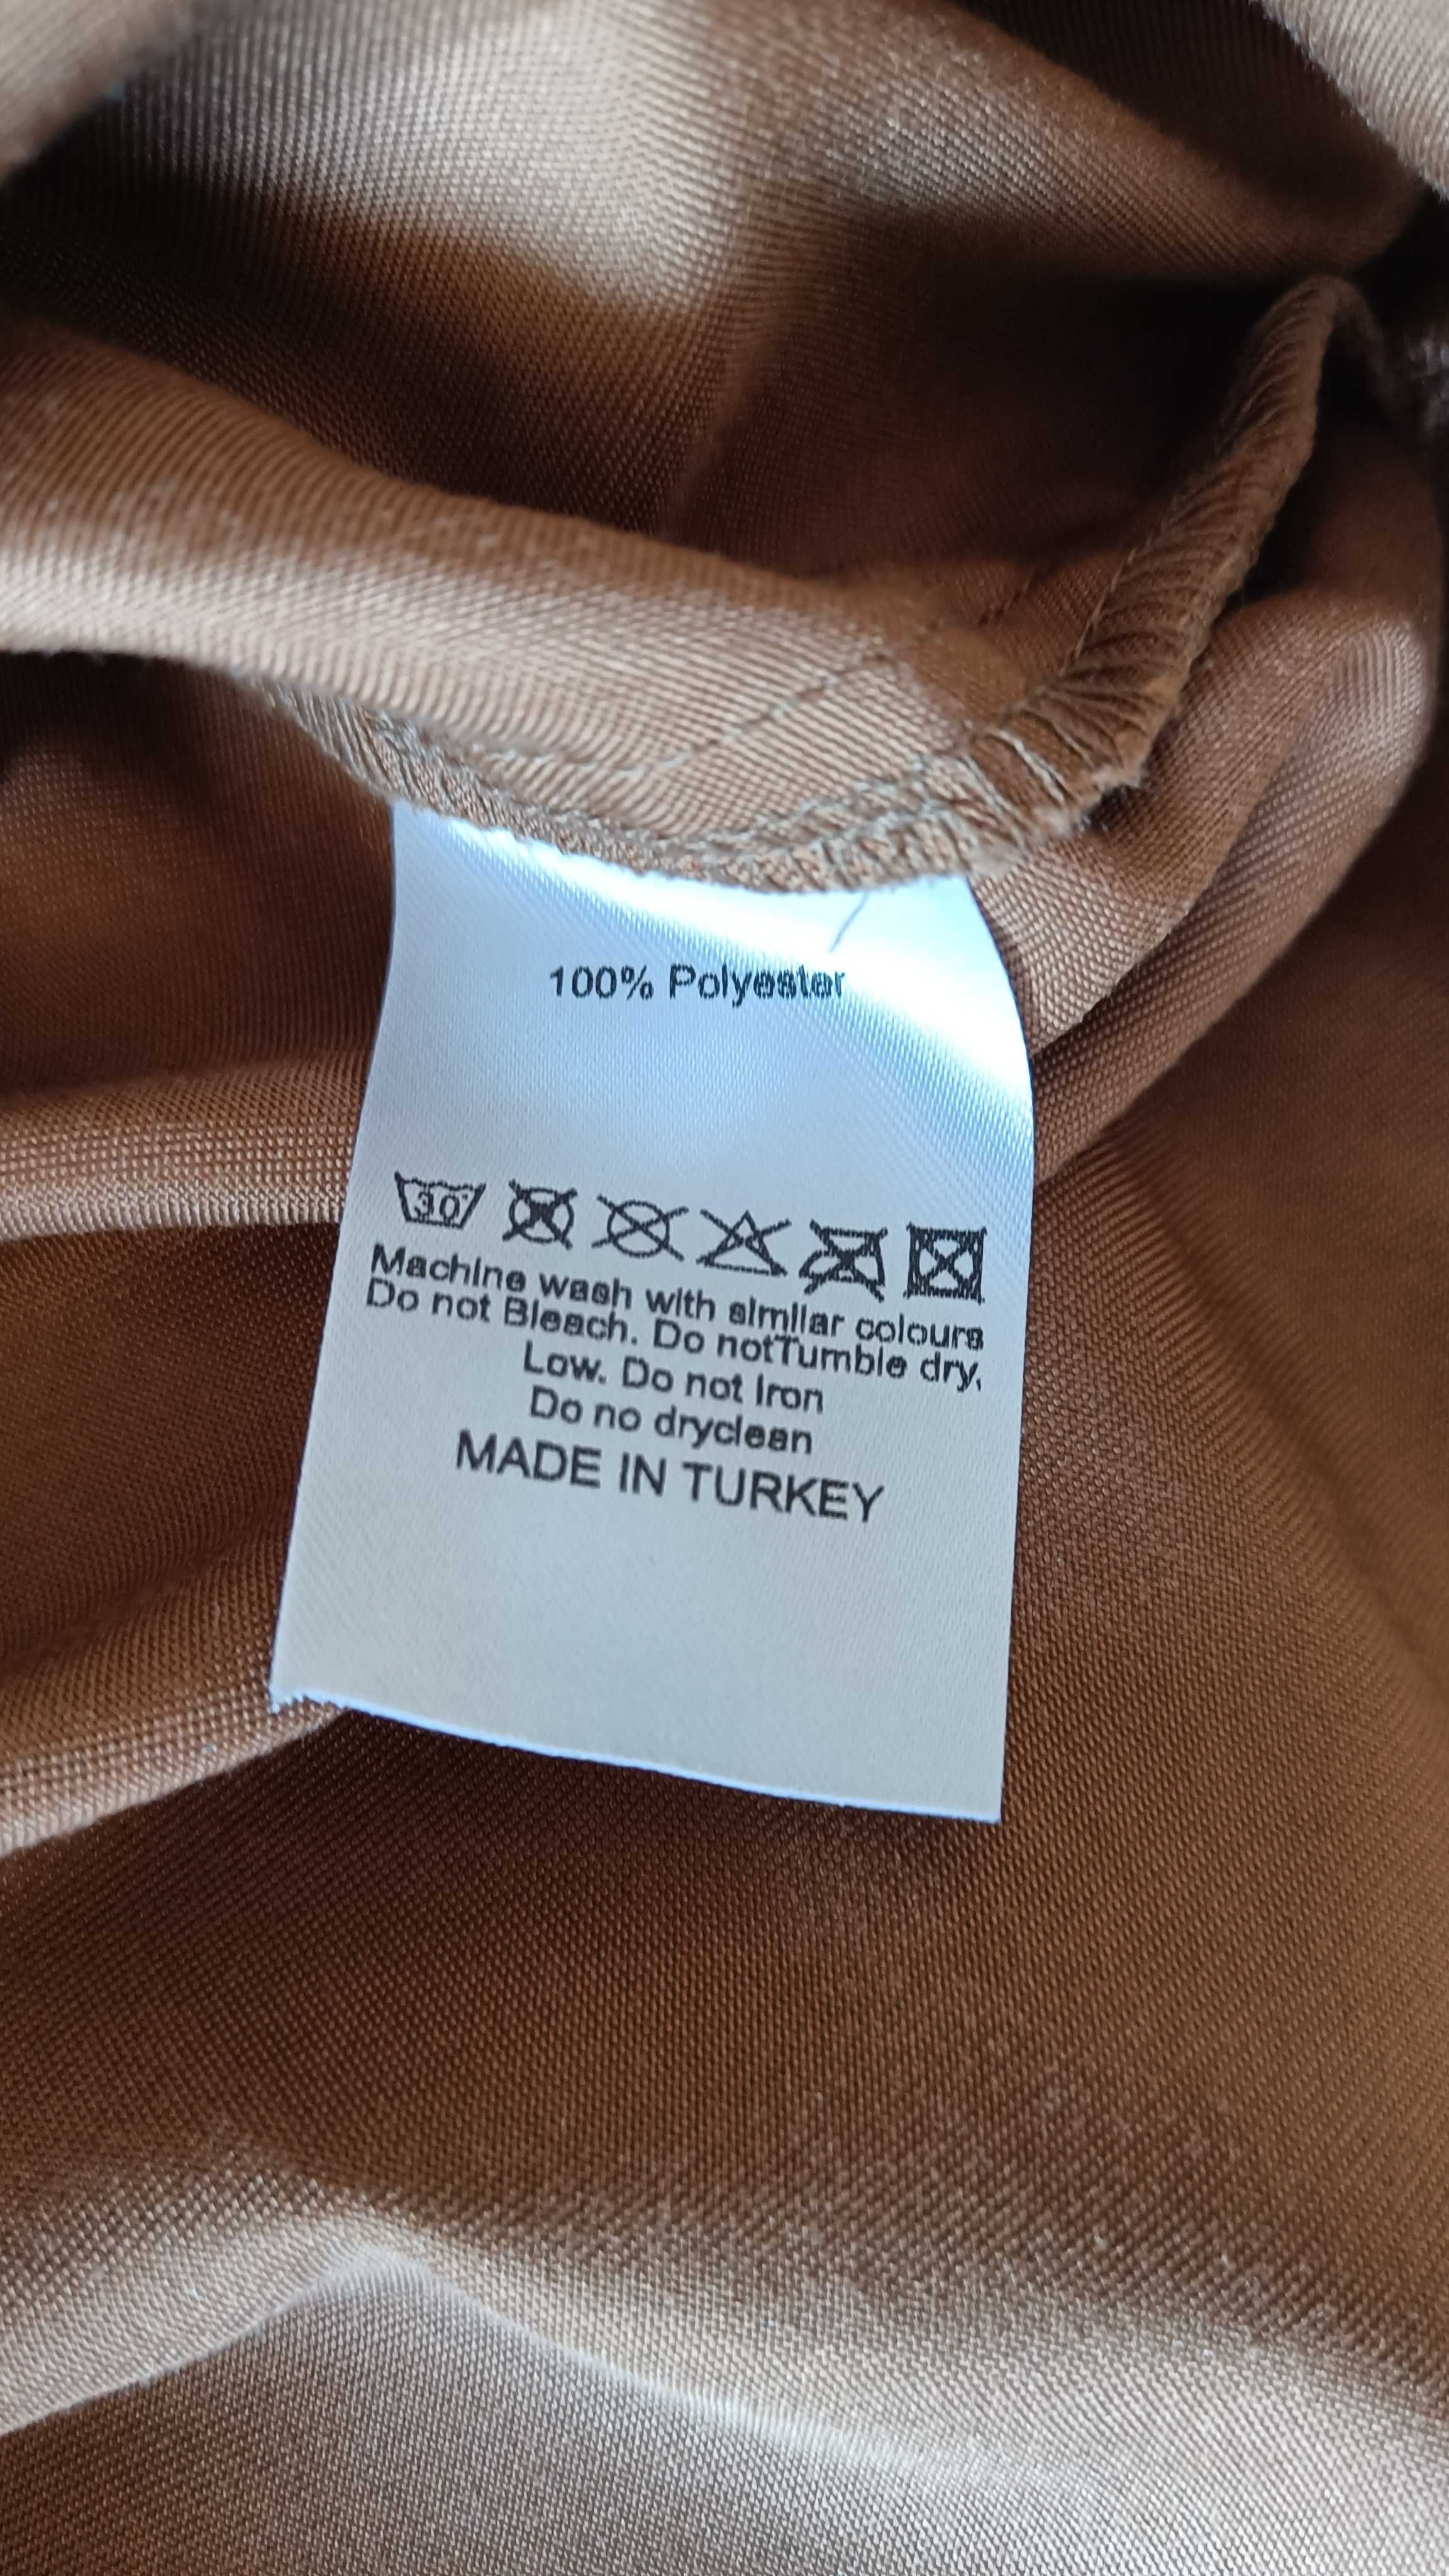 100% Polyester
30
Machine wash with similar colours
Do not Bleach. Do notTumble dry,
Low. Do not Iron
Do no dryclean
MADE IN TURKEY